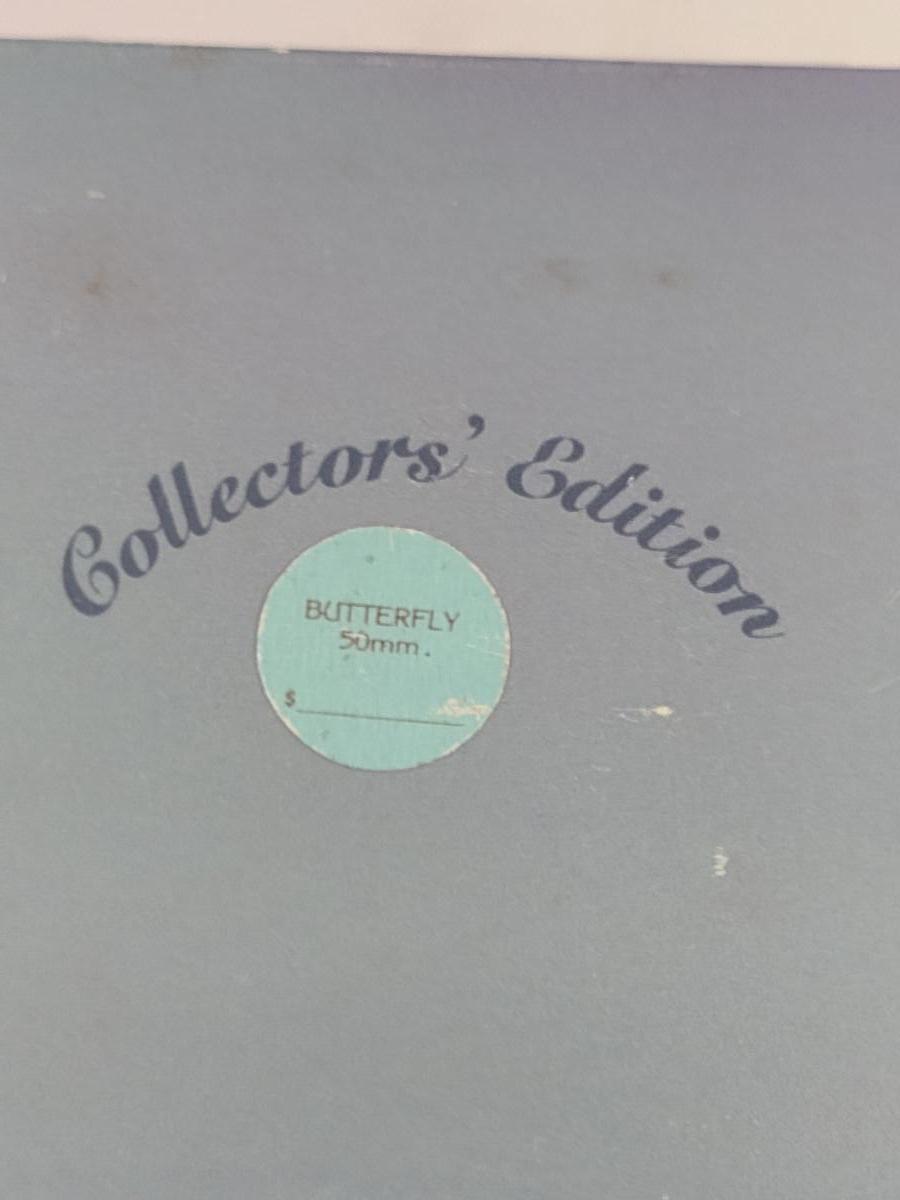 Collectors' Edition
BUTTERFLY
50mm.
$